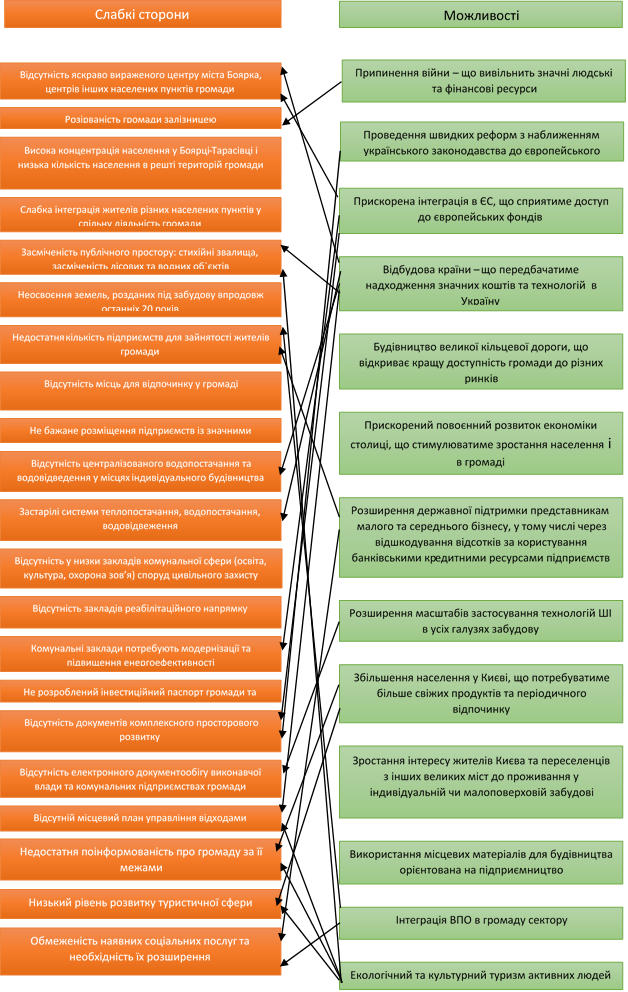 Слабкі сторони
Відсутність яскраво вираженого центру міста Боярка,
центрів інших населених пунктів громади
Розірваність громади залізницею
Висока концентрація населення у Боярці-Тарасівці і
низька кількість населення в решті територій громади
Слабка інтеграція жителів різних населених пунктів у
спільну діяльність громади
Засміченість публічного простору: стихійні звалища,
засміченість лісових та водних об`єктів
Неосвоєння земель, розданих під забудову впродовж
останніх 20 років
Недостатня кількість підприємств для зайнятості жителів
громади
Відсутність місць для відпочинку у громаді
Не бажане розміщення підприємств із значними
Відсутність централізованого водопостачання та
водовідведення у місцях індивідуального будівництва
Застарілі системи теплопостачання, водопостачання,
водовідвеження
Відсутність у низки закладів комунальної сфери (освіта,
культура, охорона зов’я) споруд цивільного захисту
Відсутність закладів реабілітаційного напрямку
Комунальні заклади потребують модернізації та
підвищення енергоефективності
Не розроблений інвестиційний паспорт громади та
Відсутність документів комплексного просторового
розвитку
Відсутність електронного документообігу виконавчої
влади та комунальних підприємствах громади
Відсутній місцевий план управління відходами
Недостатня поінформованість про громаду за її
межами
Низький рівень розвитку туристичної сфери
Обмеженість наявних соціальних послуг та
необхідність їх розширення
Можливості
Припинення війни – що вивільнить значні людські
та фінансові ресурси
Проведення швидких реформ з наближенням
українського законодавства до європейського
Прискорена інтеграція в ЄС, що сприятиме доступ
до європейських фондів
Відбудова країни – що передбачатиме
надходження значних коштів та технологій в
Україну
Будівництво великої кільцевої дороги, що
відкриває кращу доступність громади до різних
ринків
Прискорений повоєнний розвиток економіки
столиці, що стимулюватиме зростання населення і
в громаді
Розширення державної підтримки представникам
малого та середнього бізнесу, у тому числі через
відшкодування відсотків за користування
банківськими кредитними ресурсами підприємств
Розширення масштабів застосування технологій ШІ
в усіх галузях забудову
Збільшення населення у Києві, що потребуватиме
більше свіжих продуктів та періодичного
відпочинку
Зростання інтересу жителів Києва та переселенців
з інших великих міст до проживання у
індивідуальній чи малоповерховій забудові
Використання місцевих матеріалів для будівництва
орієнтована на підприємництво
Інтеграція ВПО в громаду сектору
Екологічний та культурний туризм активних людей